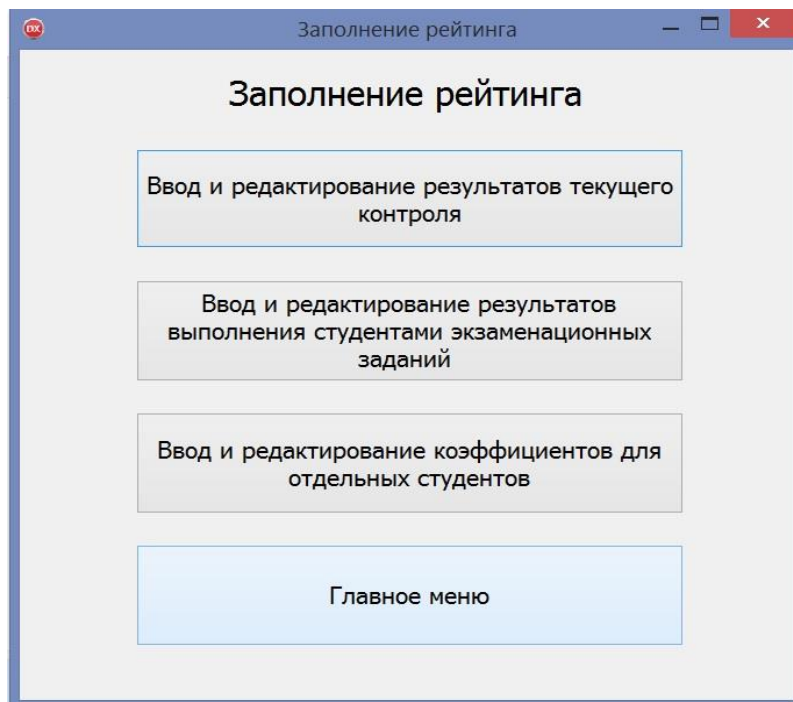 DX
Заполнение рейтинга
Заполнение рейтинга
Ввод и редактирование результатов текущего
контроля
Ввод и редактирование результатов
выполнения студентами экзаменационных
заданий
Ввод и редактирование коэффициентов для
отдельных студентов
Главное меню